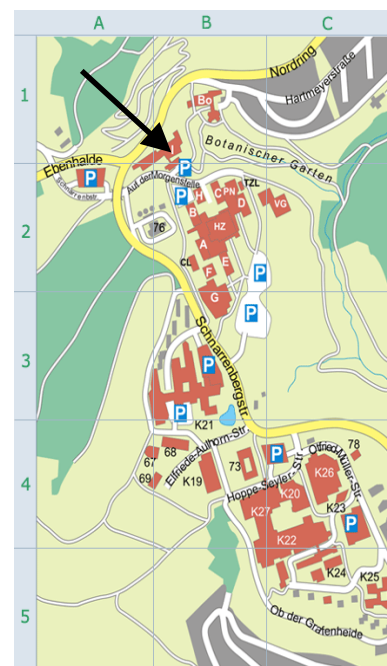 A B C
1
Nordring
Hartmeyerstraße
Bo
Botanischer Garten
Ebenhalde
P
P
Schnarrenbergstr.
Auf der Morgenstelle
P
H
C
PN
TZL
D
VG
B
HZ
2
76
A
CL
E
F
P
G
P
Schnarrenbergstr.
3
P
P
K21
Elfriede-Aulhorn-Str.
68
67
69
K19
73
P
Otfried-Müller-Str.
78
K26
Hoppe-Seyler-Str.
4
K20
K27
K23
P
K22
K24
K25
5
Ob der Grafenheide